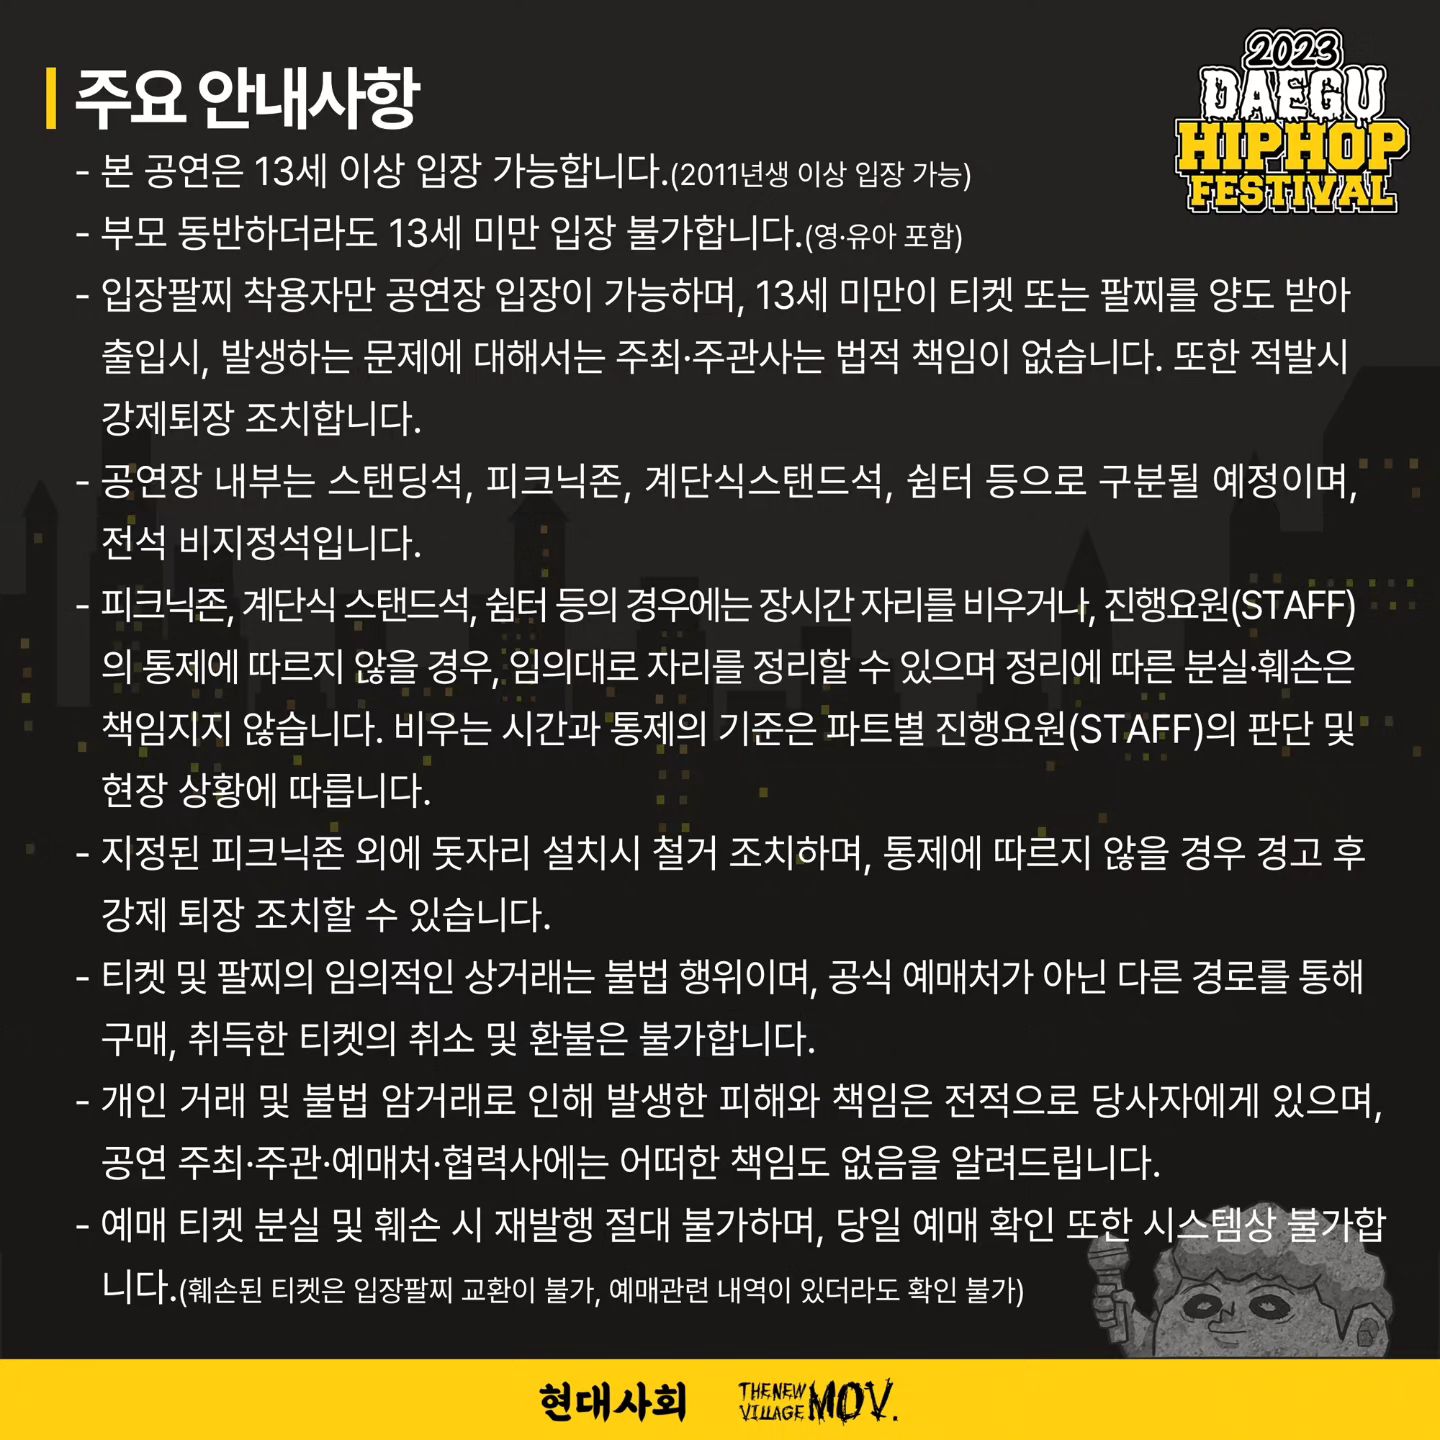 2023
DAEGU
HIPHOP
FESTIVAL
주요 안내사항
- 본 공연은 13세 이상 입장 가능합니다.(2011년생 이상 입장 가능)
- 부모 동반하더라도 13세 미만 입장 불가합니다.(영·유아 포함)
- 입장팔찌 착용자만 공연장 입장이 가능하며, 13세 미만이 티켓 또는 팔찌를 양도 받아
출입시, 발생하는 문제에 대해서는 주최·주관사는 법적 책임이 없습니다. 또한 적발시
강제퇴장 조치합니다.
- 공연장 내부는 스탠딩석, 피크닉존, 계단식스탠드석, 쉼터 등으로 구분될 예정이며,
전석 비지정석입니다.
- 피크닉존, 계단식 스탠드석, 쉼터 등의 경우에는 장시간 자리를 비우거나, 진행요원(STAFF)
의 통제에 따르지 않을 경우, 임의대로 자리를 정리할 수 있으며 정리에 따른 분실·훼손은
책임지지 않습니다. 비우는 시간과 통제의 기준은 파트별 진행요원(STAFF)의 판단 및
현장 상황에 따릅니다.
- 지정된 피크닉존 외에 돗자리 설치시 철거 조치하며, 통제에 따르지 않을 경우 경고 후
강제 퇴장 조치할 수 있습니다.
- 티켓 및 팔찌의 임의적인 상거래는 불법 행위이며, 공식 예매처가 아닌 다른 경로를 통해
구매, 취득한 티켓의 취소 및 환불은 불가합니다.
- 개인 거래 및 불법 암거래로 인해 발생한 피해와 책임은 전적으로 당사자에게 있으며,
공연 주최·주관·예매처·협력사에는 어떠한 책임도 없음을 알려드립니다.
- 예매 티켓 분실 및 훼손 시 재발행 절대 불가하며, 당일 예매 확인 또한 시스템상 불가합
니다.(훼손된 티켓은 입장팔찌 교환이 불가, 예매관련 내역이 있더라도 확인 불가)
현대사회
THE NEW
VILLAGE MOV.